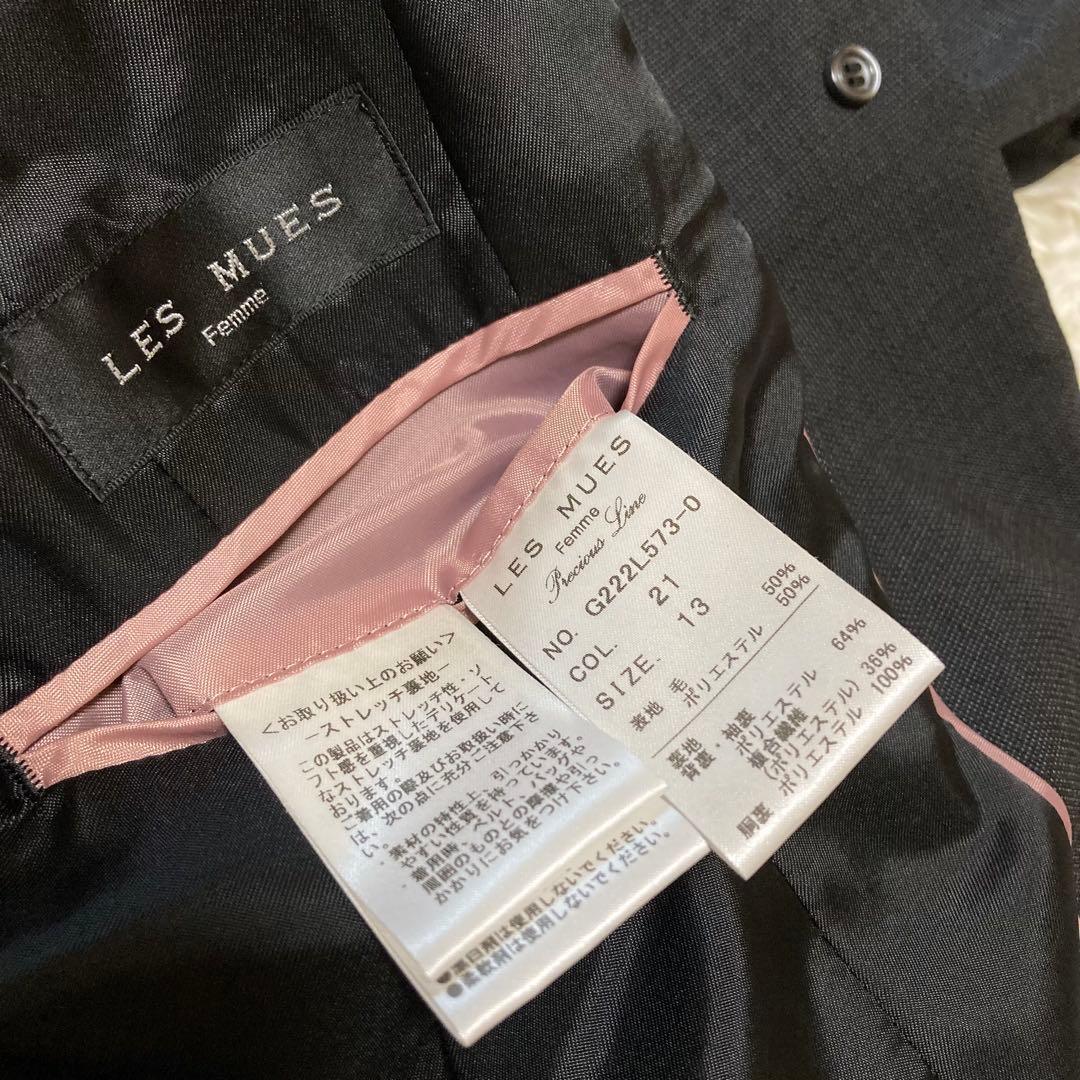 LES MUES
Femme
LES MUES
Femme
Precious Line
NO. G222L573-0
COL. 21
SIZE. 13
表地 毛 50%
ポリエステル 50%
裏地
背裏・袖裏
ポリエステル 64%
複合繊維
(ポリエステル) 36%
胴裏 ポリエステル 100%
<お取り扱い上のお願い>
−ストレッチ裏地−
この製品はストレッチ性・ソ
フト感を重視したデリケート
なストレッチ裏地を使用して
おります。
ご着用の際及びお取扱い時に
は、次の点に充分ご注意下さ
い。
・素材の特性上、引っかかり
やすい性質を持っています。
・着用時、ベルト・バッグや
周囲のものとの摩擦や引っ
かかりにお気をつけ下さい。
●漂白剤は使用しないでください。
●柔軟剤は使用しないでください。